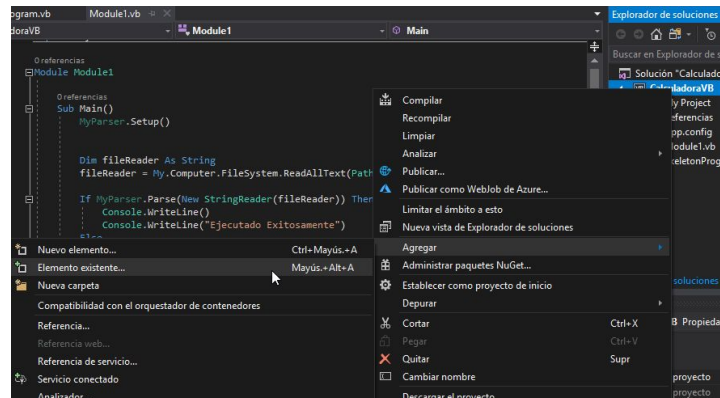 ogram.vb Module1.vb
doraVB Module1 Main
0 referencias
Module Module1
0 referencias
Sub Main()
MyParser.Setup()
Dim fileReader As String
fileReader = My.Computer.FileSystem.ReadAllText(Path
If MyParser.Parse(New StringReader(fileReader)) Then
Console.WriteLine()
Console.WriteLine("Ejecutado Exitosamente")
Else
Nuevo elemento... Ctrl+Mayús.+A
Elemento existente... Mayús.+Alt+A
Nueva carpeta
Compatibilidad con el orquestador de contenedores
Referencia...
Referencia web...
Referencia de servicio...
Servicio conectado
Analizador...
Compilar
Recompilar
Limpiar
Analizar
Publicar...
Publicar como WebJob de Azure...
Limitar el ámbito a esto
Nueva vista de Explorador de soluciones
Agregar
Administrar paquetes NuGet...
Establecer como proyecto de inicio
Depurar
Cortar Ctrl+X
Pegar Ctrl+V
Quitar Supr
Cambiar nombre
Descargar el proyecto
Explorador de soluciones
Buscar en Explorador de s
Solución "Calculado
CalculadoraVB
My Project
eferencias
pp.config
odule1.vb
keletonProg
soluciones
B Propieda
proyecto
proyecto